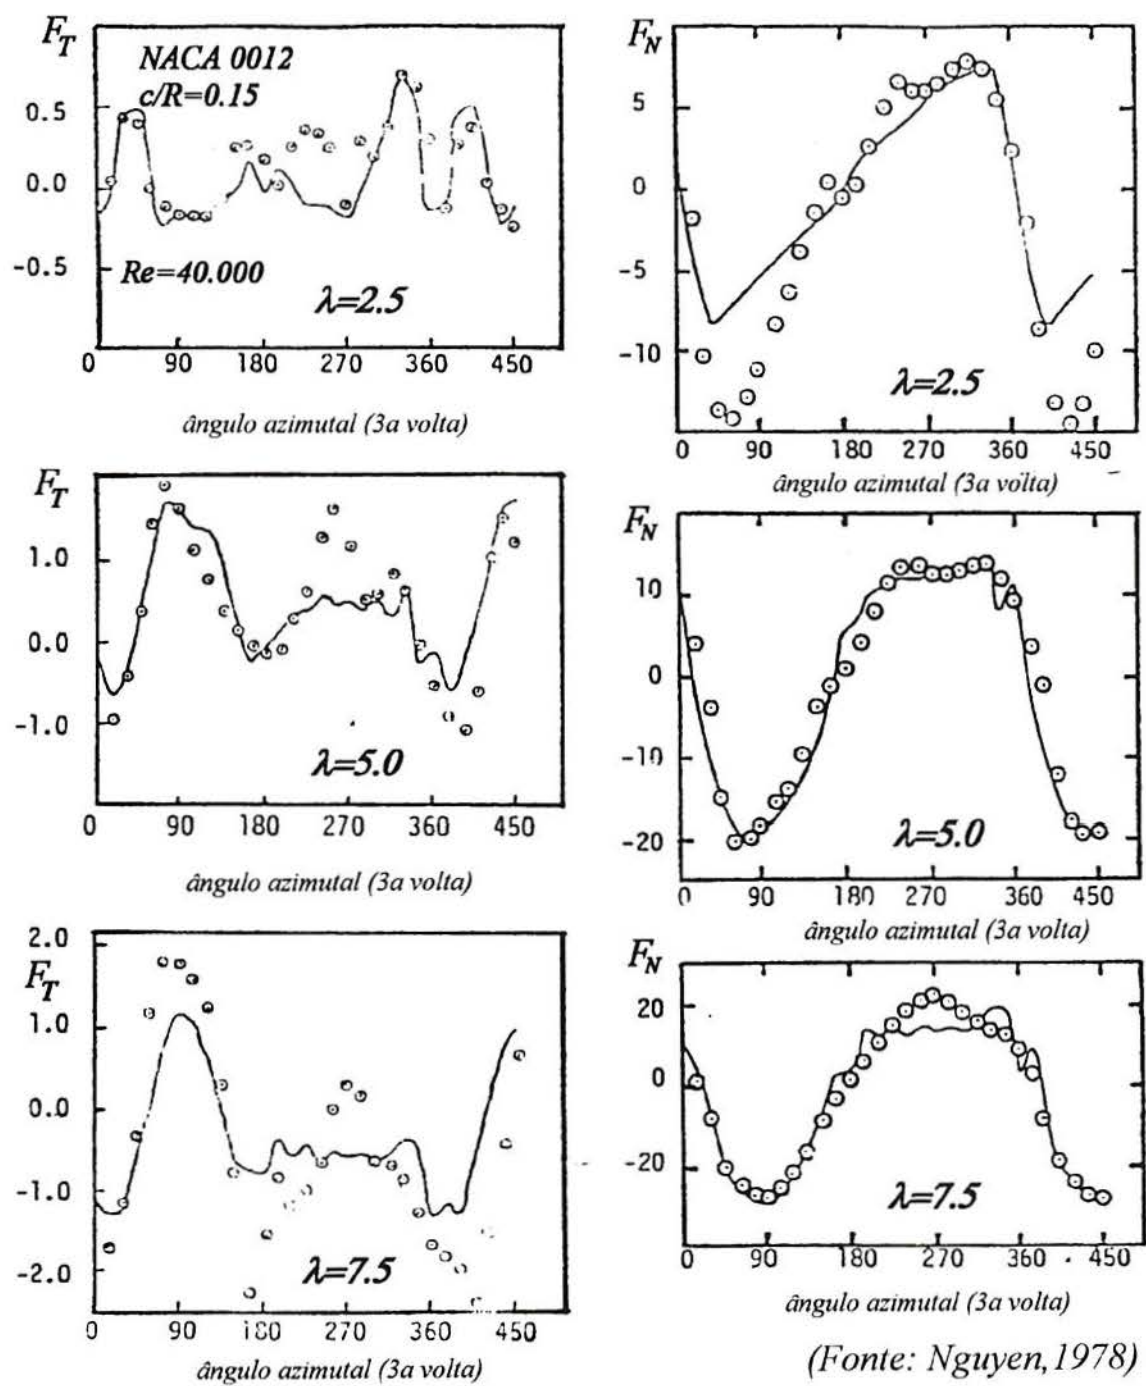 F_T
NACA 0012
c/R=0.15
0.5
0.0
-0.5
Re=40.000
λ=2.5
0 90 180 270 360 450
ângulo azimutal (3a volta)
F_N
5
0
-5
-10
λ=2.5
0 90 180 270 360 450
ângulo azimutal (3a volta)
F_T
1.0
0.0
-1.0
λ=5.0
0 90 180 270 360 450
ângulo azimutal (3a volta)
F_N
10
0
-10
-20
λ=5.0
0 90 180 270 360 450
ângulo azimutal (3a volta)
2.0
F_T
1.0
0.0
-1.0
-2.0
λ=7.5
0 90 180 270 360 450
ângulo azimutal (3a volta)
F_N
20
0
-20
λ=7.5
0 90 180 270 360 450
ângulo azimutal (3a volta)
(Fonte: Nguyen,1978)